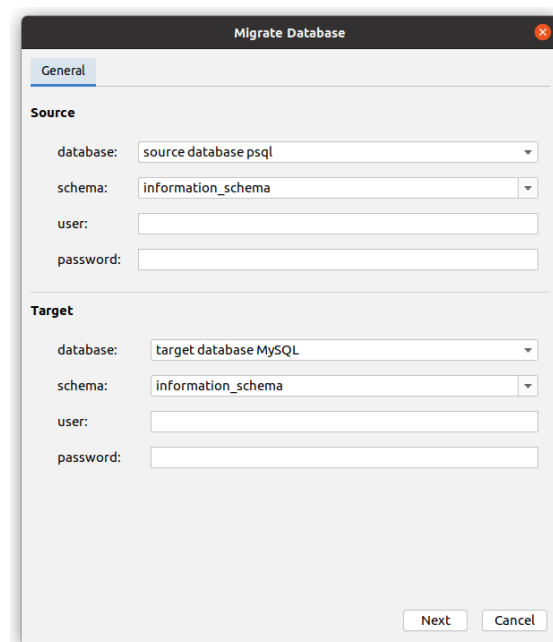 Migrate Database
General
Source
database: source database psql
schema: information_schema
user:
password:
Target
database: target database MySQL
schema: information_schema
user:
password:
Next Cancel